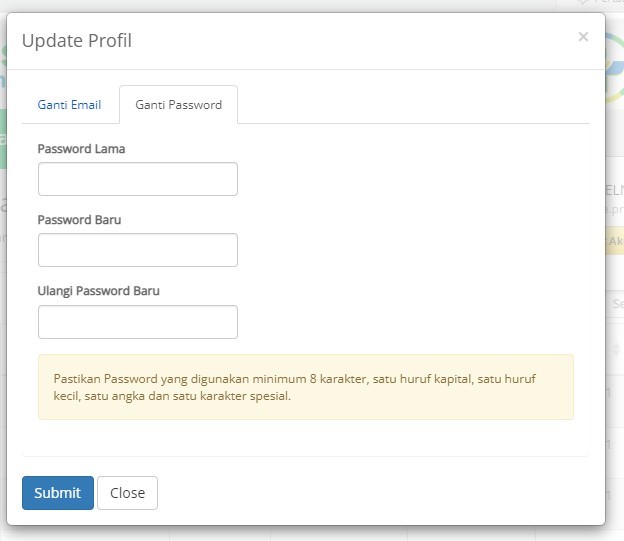 Update Profil
×
Ganti Email
Ganti Password
Password Lama
Password Baru
Ulangi Password Baru
Pastikan Password yang digunakan minimum 8 karakter, satu huruf kapital, satu huruf
kecil, satu angka dan satu karakter spesial.
Submit
Close